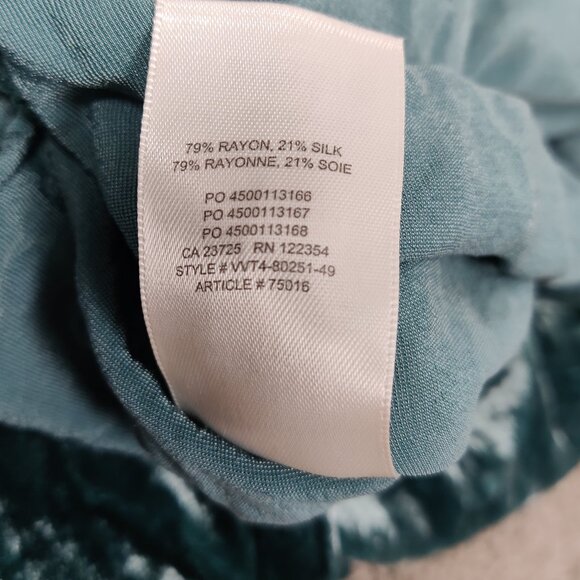 79% RAYON, 21% SILK
79% RAYONNE, 21% SOIE
PO 4500113166
PO 4500113167
PO 4500113168
CA 23725 RN 122354
STYLE # VVT4-80251-49
ARTICLE # 75016